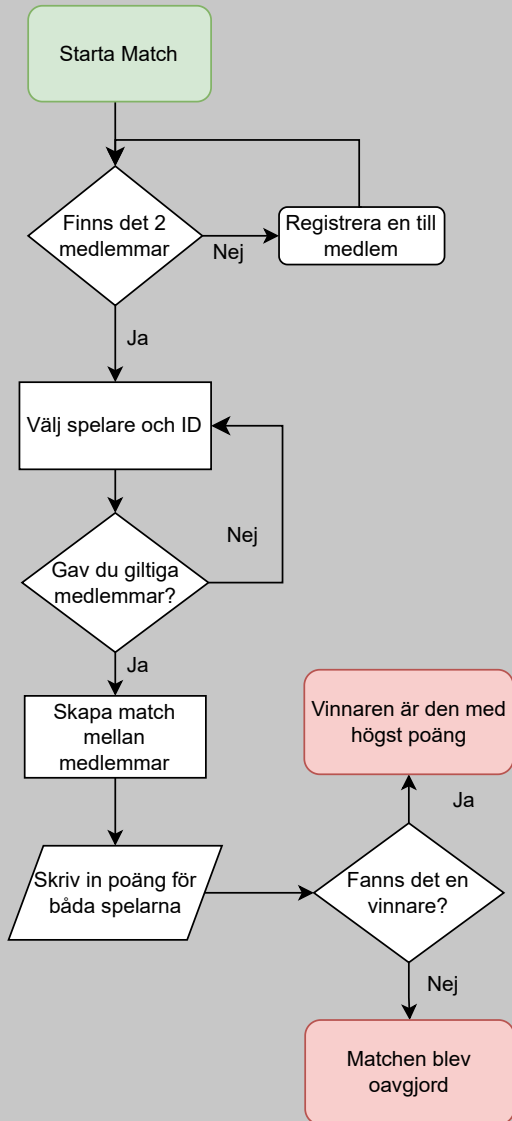 Starta Match
Finns det 2
medlemmar
Nej
Registrera en till
medlem
Ja
Välj spelare och ID
Nej
Gav du giltiga
medlemmar?
Ja
Skapa match
mellan
medlemmar
Vinnaren är den med
högst poäng
Ja
Skriv in poäng för
båda spelarna
Fanns det en
vinnare?
Nej
Matchen blev
oavgjord